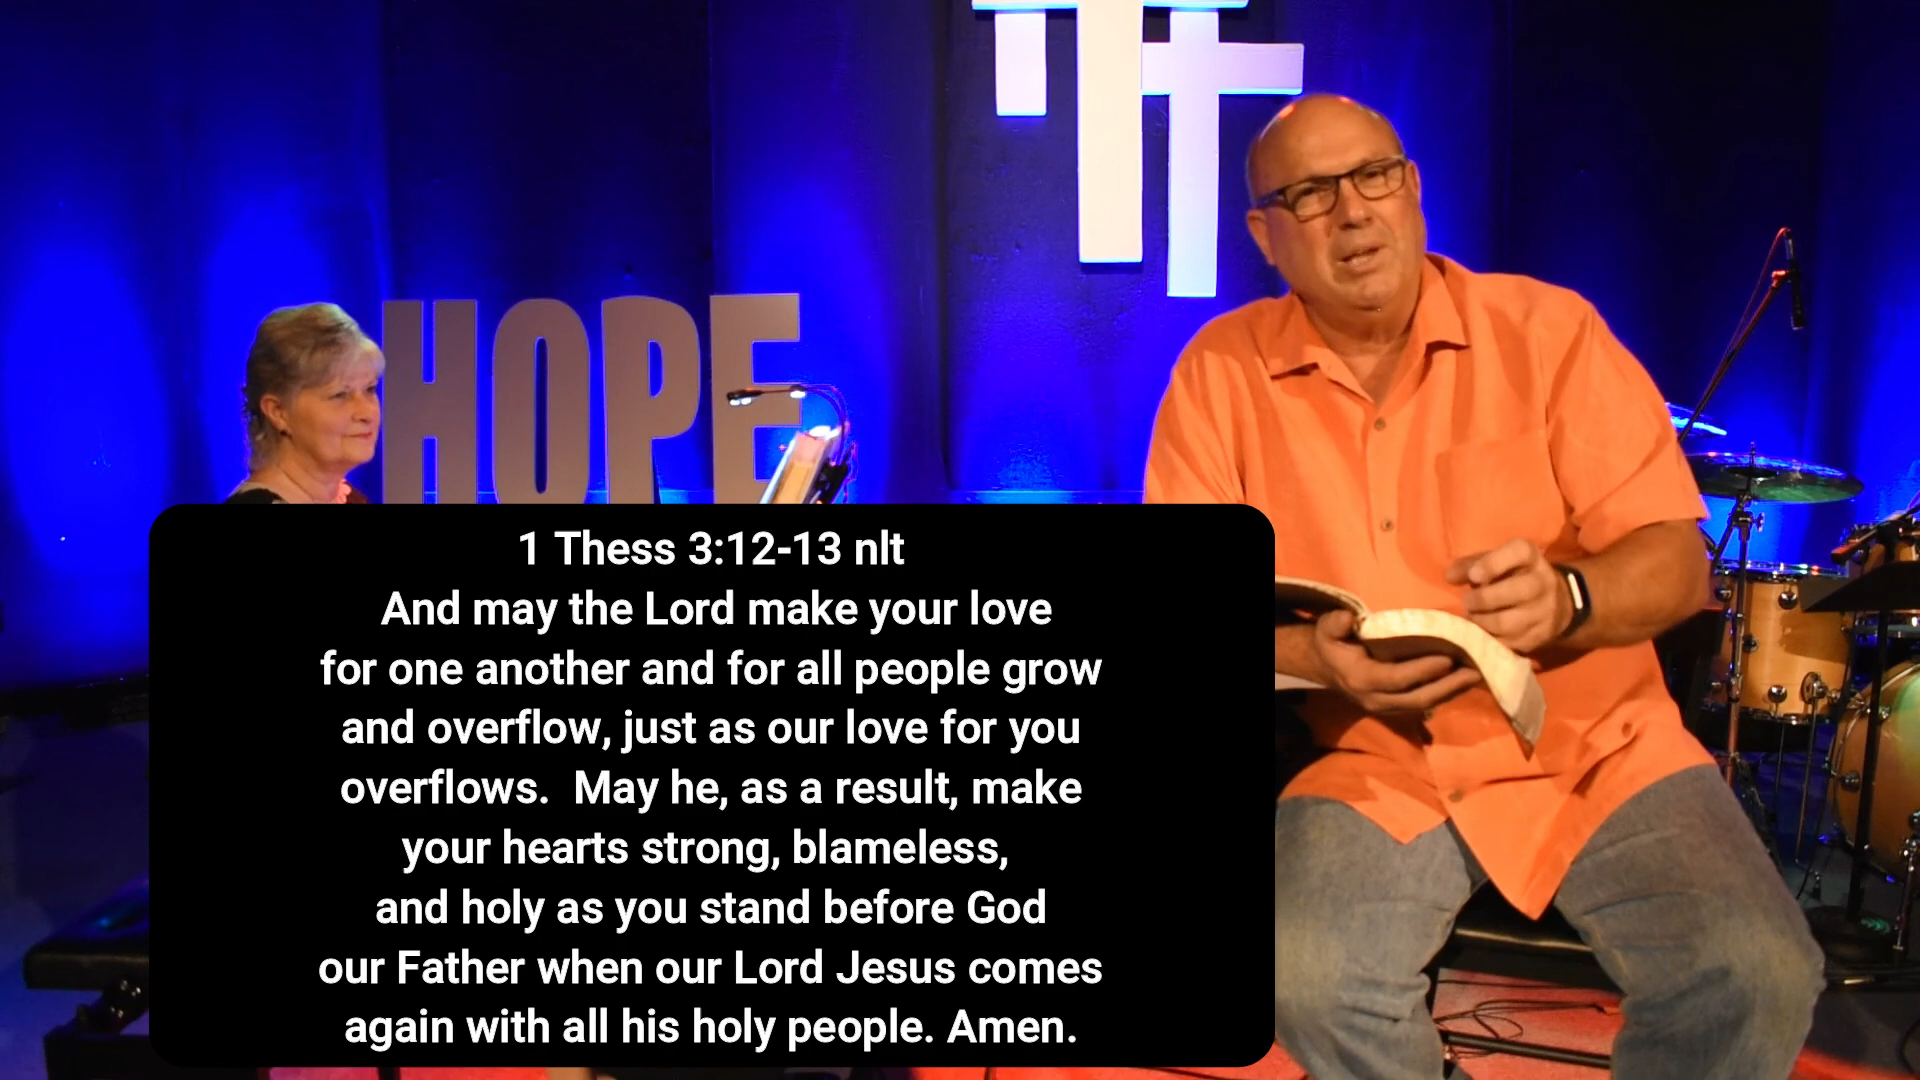 HOPE
1 Thess 3:12-13 nlt
And may the Lord make your love
for one another and for all people grow
and overflow, just as our love for you
overflows.  May he, as a result, make
your hearts strong, blameless,
and holy as you stand before God
our Father when our Lord Jesus comes
again with all his holy people. Amen.